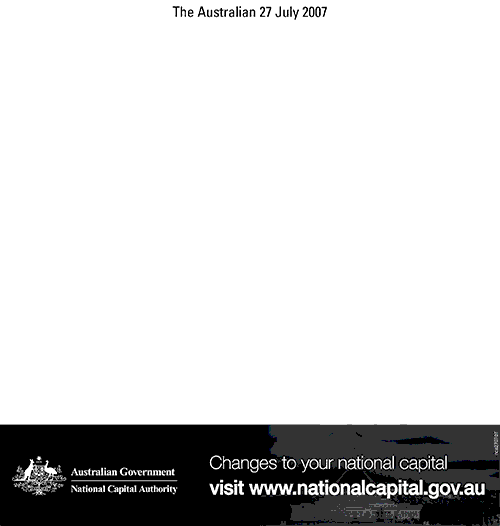 The Australian 27 July 2007
Australian Government
National Capital Authority
Changes to your national capital
visit www.nationalcapital.gov.au